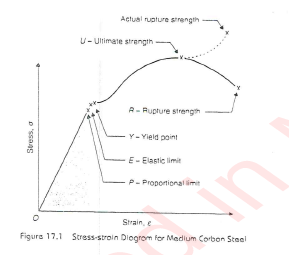 Actual rupture strength
U – Ultimate strength
R – Rupture strength
Y – Yield point
E – Elastic limit
P – Proportional limit
Stress, σ
O
Strain, ε
Figure 17.1 Stress-strain Diagram for Medium Carbon Steel